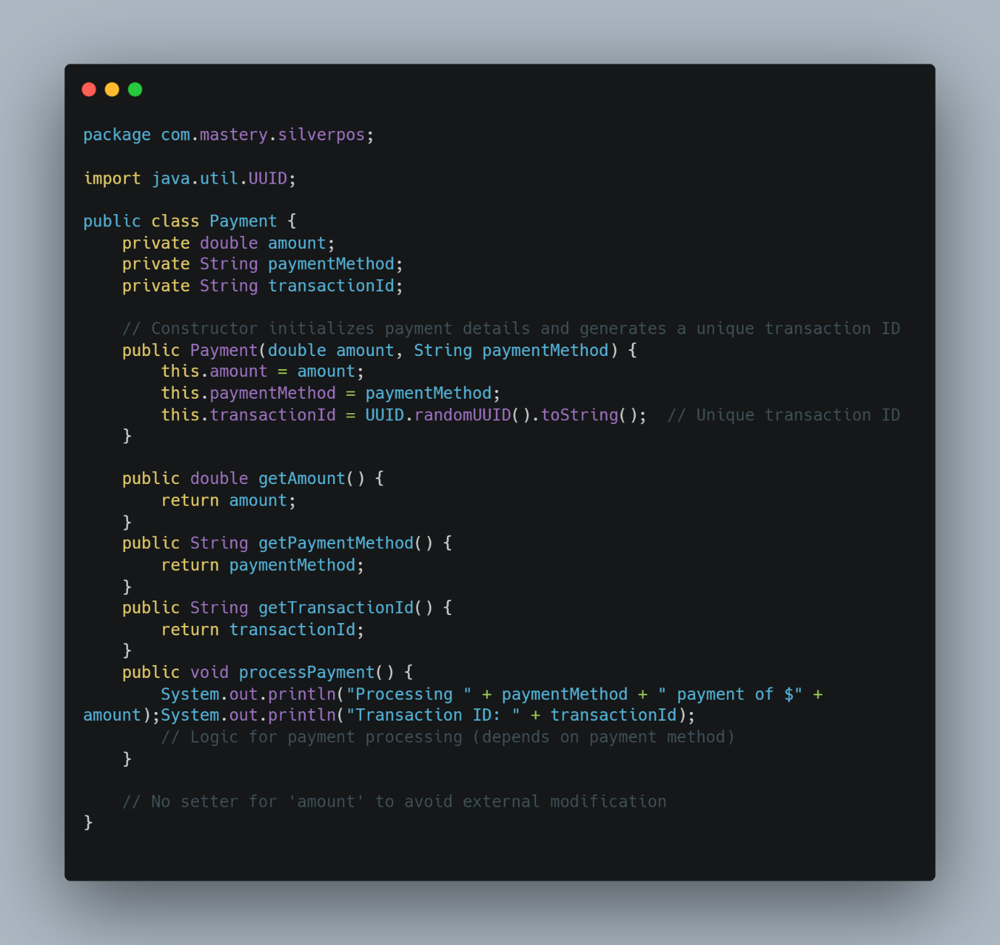 package com.mastery.silverpos;

import java.util.UUID;

public class Payment {
    private double amount;
    private String paymentMethod;
    private String transactionId;

    // Constructor initializes payment details and generates a unique transaction ID
    public Payment(double amount, String paymentMethod) {
        this.amount = amount;
        this.paymentMethod = paymentMethod;
        this.transactionId = UUID.randomUUID().toString();  // Unique transaction ID
    }

    public double getAmount() {
        return amount;
    }
    public String getPaymentMethod() {
        return paymentMethod;
    }
    public String getTransactionId() {
        return transactionId;
    }
    public void processPayment() {
        System.out.println("Processing " + paymentMethod + " payment of $" +
amount);System.out.println("Transaction ID: " + transactionId);
        // Logic for payment processing (depends on payment method)
    }

    // No setter for 'amount' to avoid external modification
}